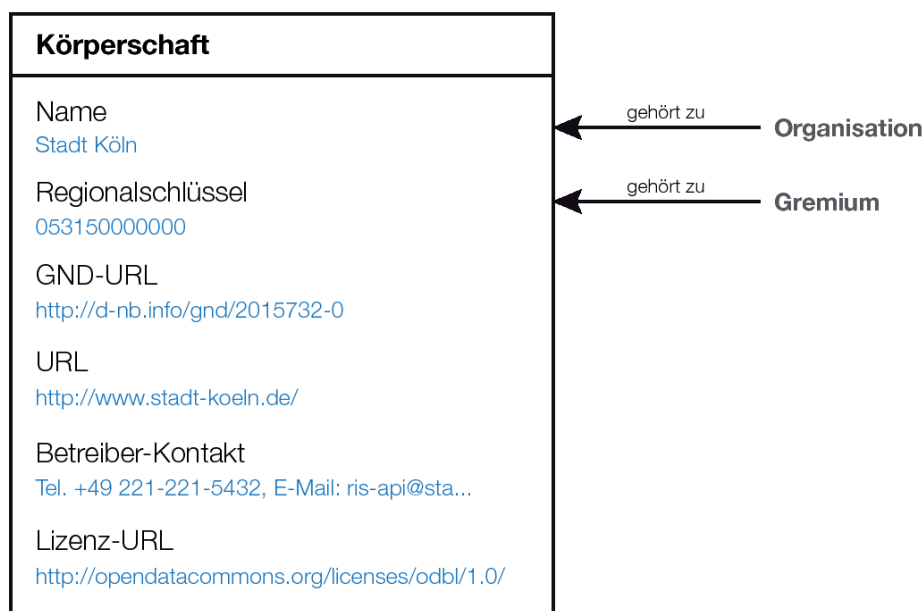 Körperschaft
Name
Stadt Köln
Regionalschlüssel
053150000000
GND-URL
http://d-nb.info/gnd/2015732-0
URL
http://www.stadt-koeln.de/
Betreiber-Kontakt
Tel. +49 221-221-5432, E-Mail: ris-api@sta...
Lizenz-URL
http://opendatacommons.org/licenses/odbl/1.0/
gehört zu
Organisation
gehört zu
Gremium